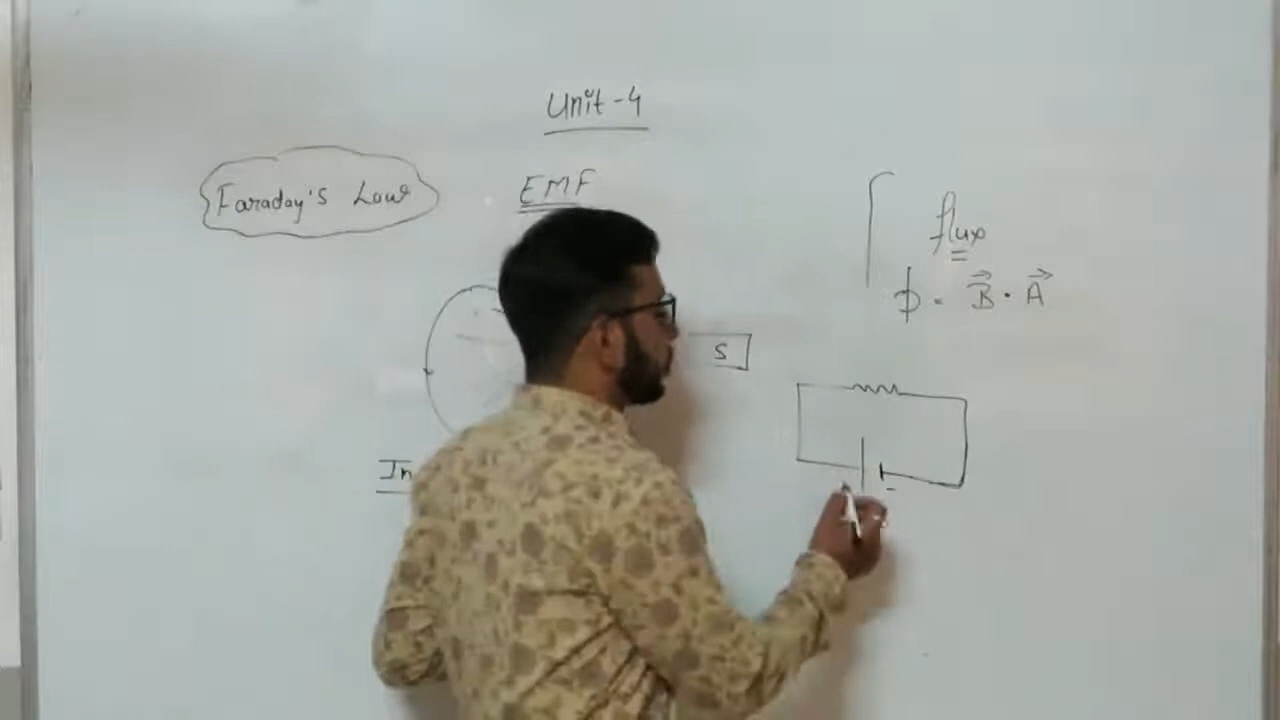 Unit-4
Faraday's Law
EMF
flux
ϕ = B⃗ · A⃗
S
In
-